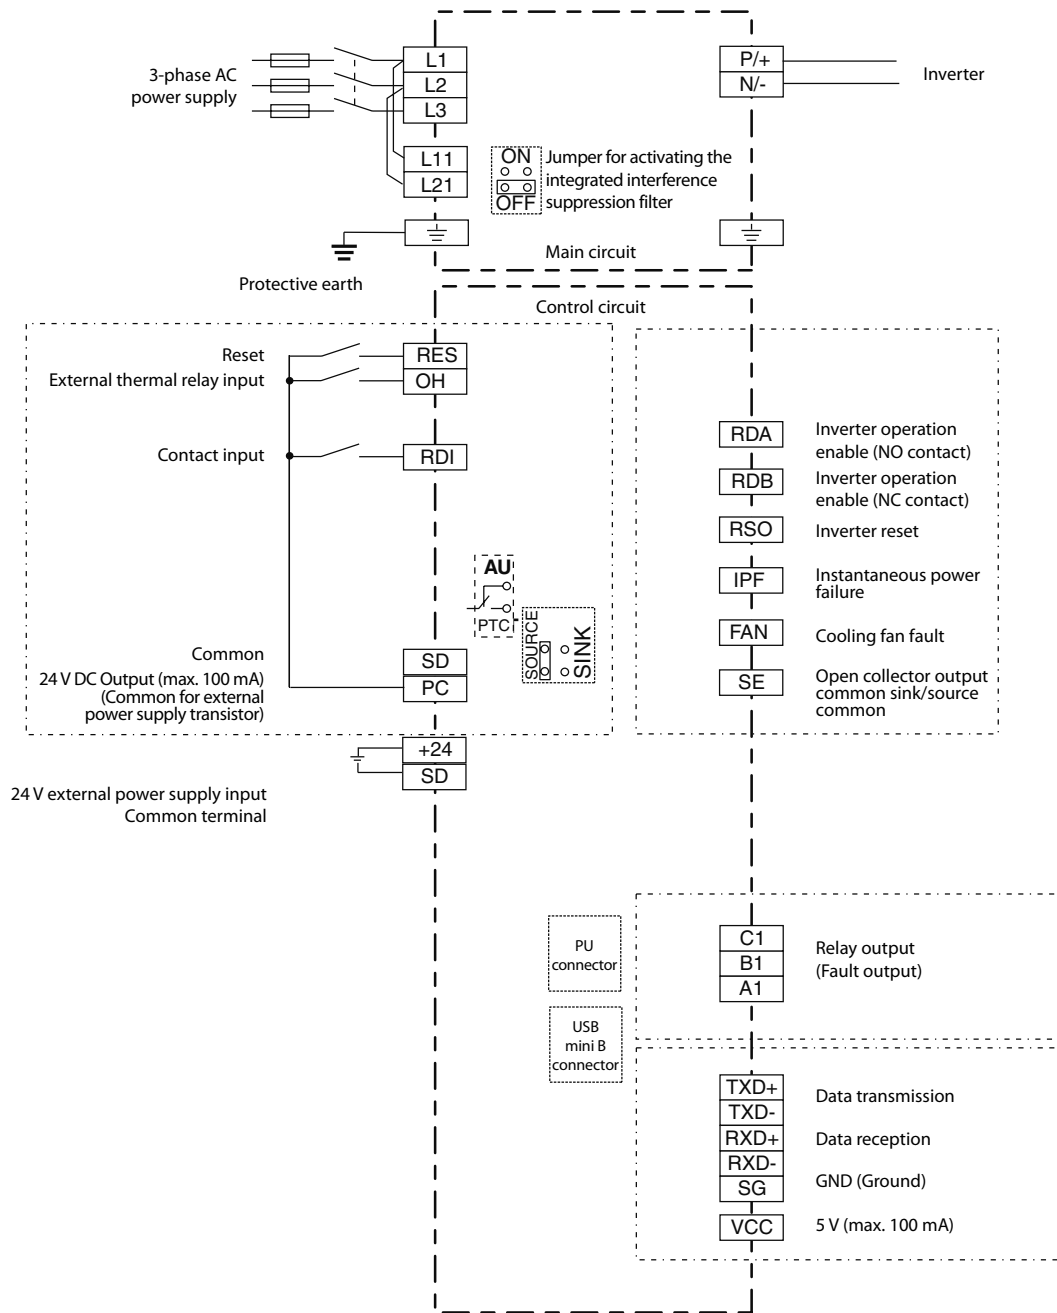 L1
P/+
3-phase AC
power supply
L2
N/-
Inverter
L3
L11
L21
ON
OFF
Jumper for activating the
integrated interference
suppression filter
Main circuit
Protective earth
Control circuit
Reset
RES
External thermal relay input
OH
Contact input
RDI
RDA
Inverter operation
enable (NO contact)
RDB
Inverter operation
enable (NC contact)
RSO
Inverter reset
IPF
Instantaneous power
failure
FAN
Cooling fan fault
SE
Open collector output
common sink/source
common
AU
PTC
SOURCE
SINK
Common
SD
24 V DC Output (max. 100 mA)
(Common for external
power supply transistor)
PC
+24
SD
24 V external power supply input
Common terminal
PU
connector
C1
B1
A1
Relay output
(Fault output)
USB
mini B
connector
TXD+
TXD-
Data transmission
RXD+
Data reception
RXD-
SG
GND (Ground)
VCC
5 V (max. 100 mA)